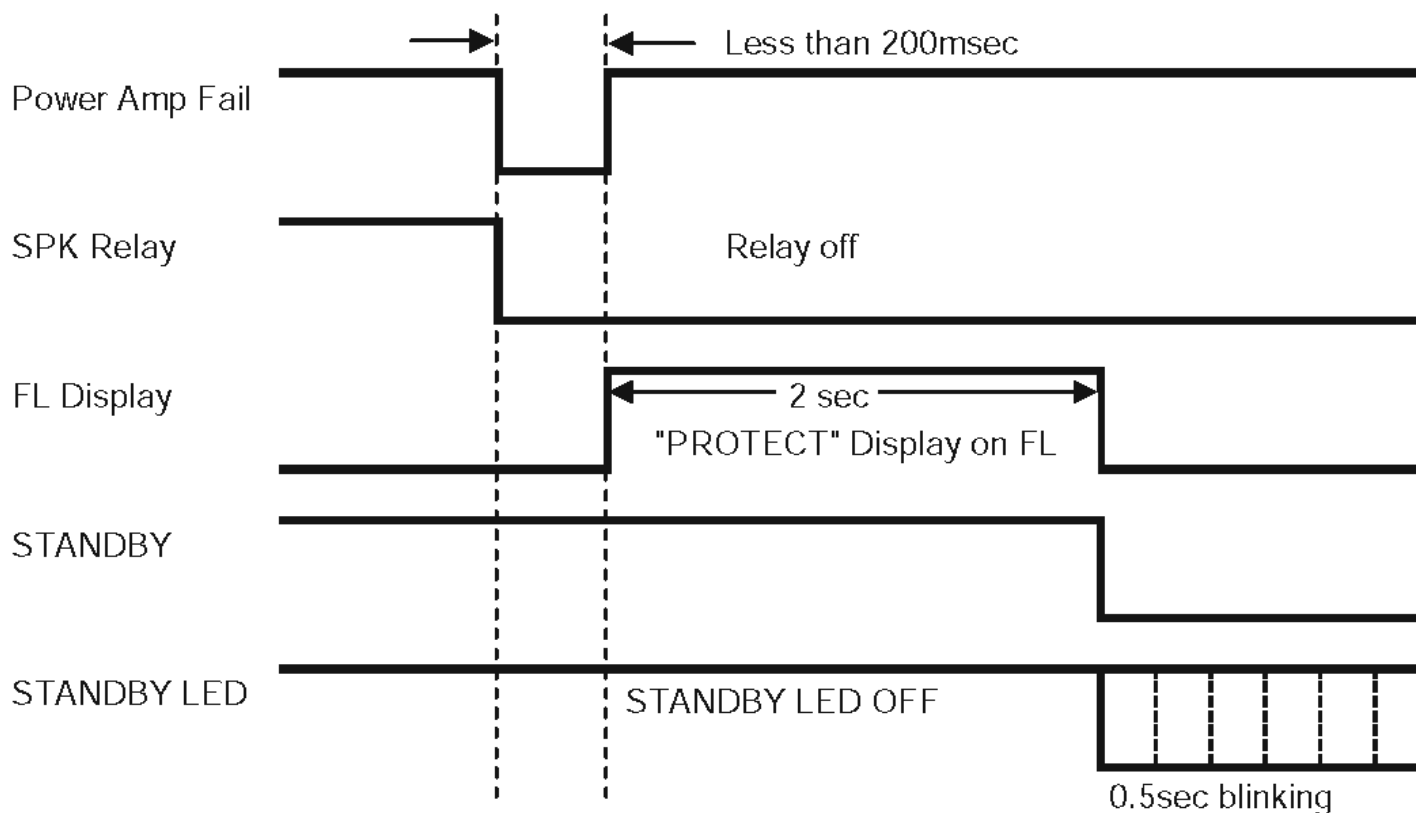 Less than 200msec
Power Amp Fail
SPK Relay
Relay off
FL Display
2 sec
"PROTECT" Display on FL
STANDBY
STANDBY LED
STANDBY LED OFF
0.5sec blinking